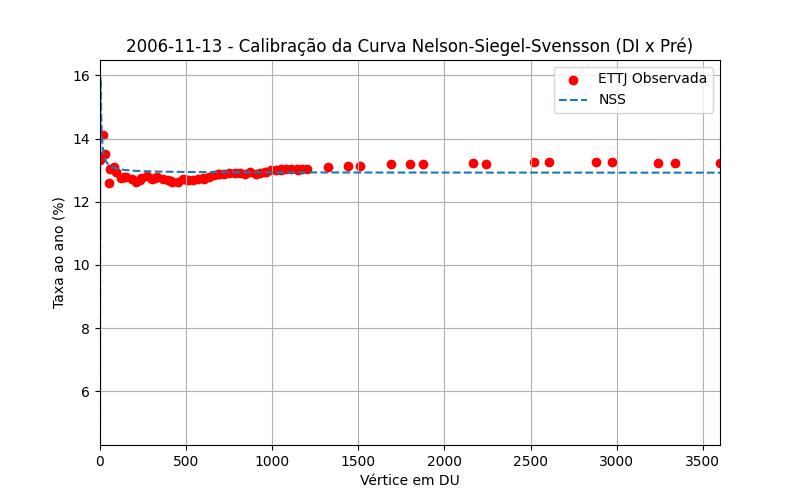 2006-11-13 - Calibração da Curva Nelson-Siegel-Svensson (DI x Pré)
ETTJ Observada
NSS
Taxa ao ano (%)
16
14
12
10
8
6
0 500 1000 1500 2000 2500 3000 3500
Vértice em DU